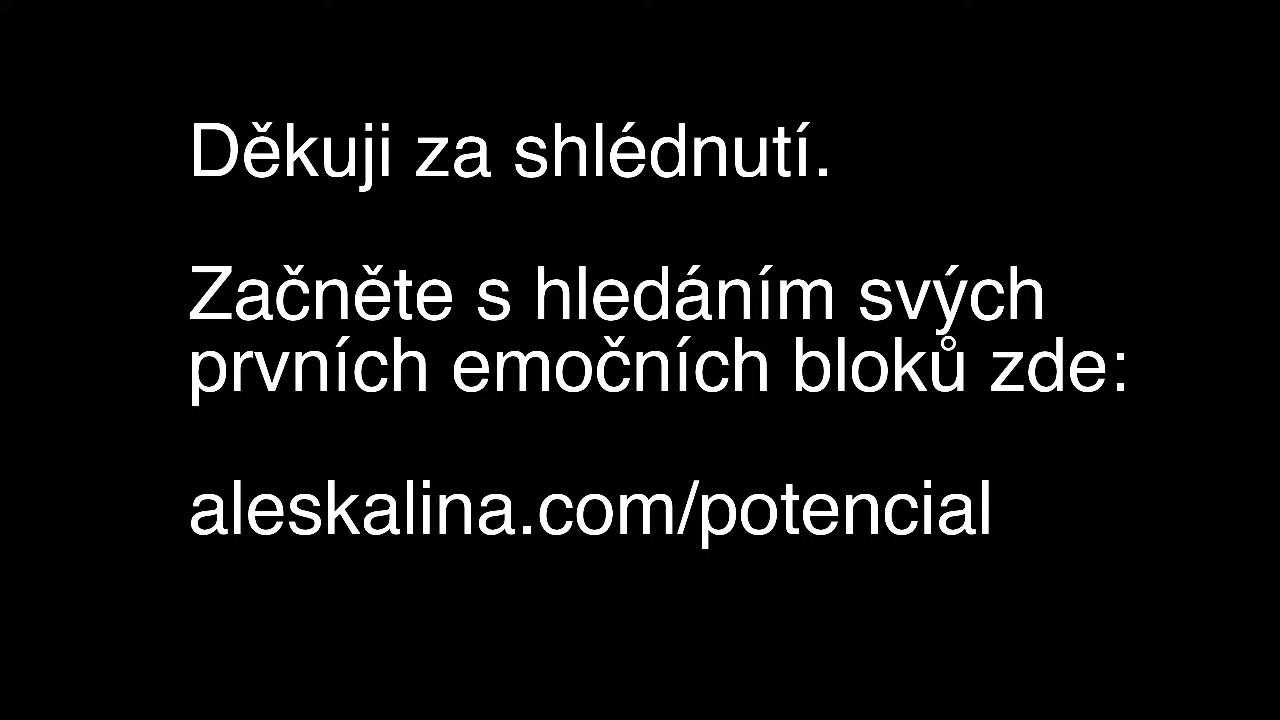 Děkuji za shlédnutí.
Začněte s hledáním svých
prvních emočních bloků zde:
aleskalina.com/potencial